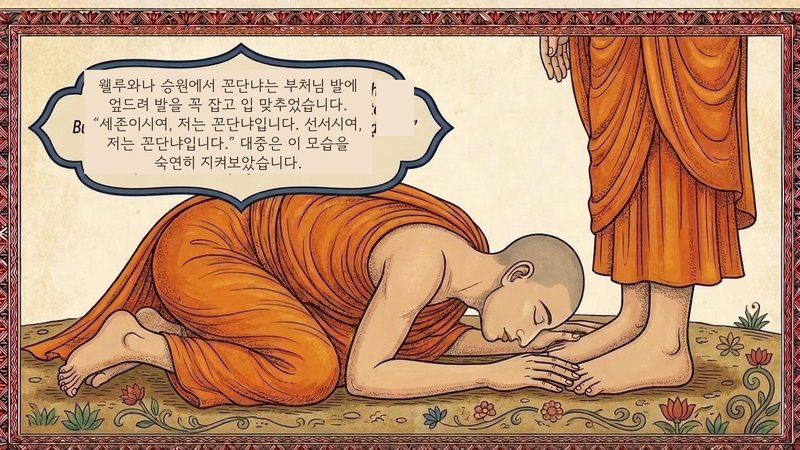 웰루와나 승원에서 꼰단냐는 부처님 발에
엎드려 발을 꼭 잡고 입 맞추었습니다.
“세존이시여, 저는 꼰단냐입니다. 선서시여,
저는 꼰단냐입니다.” 대중은 이 모습을
숙연히 지켜보았습니다.